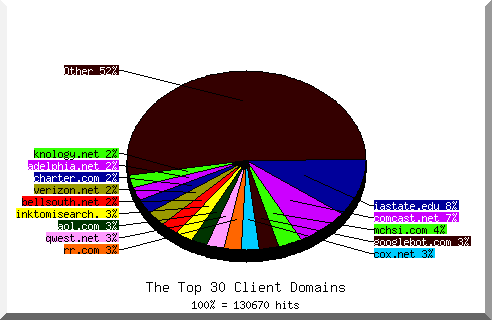 Other 52%
knology.net 2%
adelphia.net 2%
charter.com 2%
verizon.net 2%
bellsouth.net 2%
inktomisearch. 3%
aol.com 3%
qwest.net 3%
rr.com 3%
iastate.edu 8%
comcast.net 7%
mchsi.com 4%
googlebot.com 3%
cox.net 3%
The Top 30 Client Domains
100% = 130670 hits